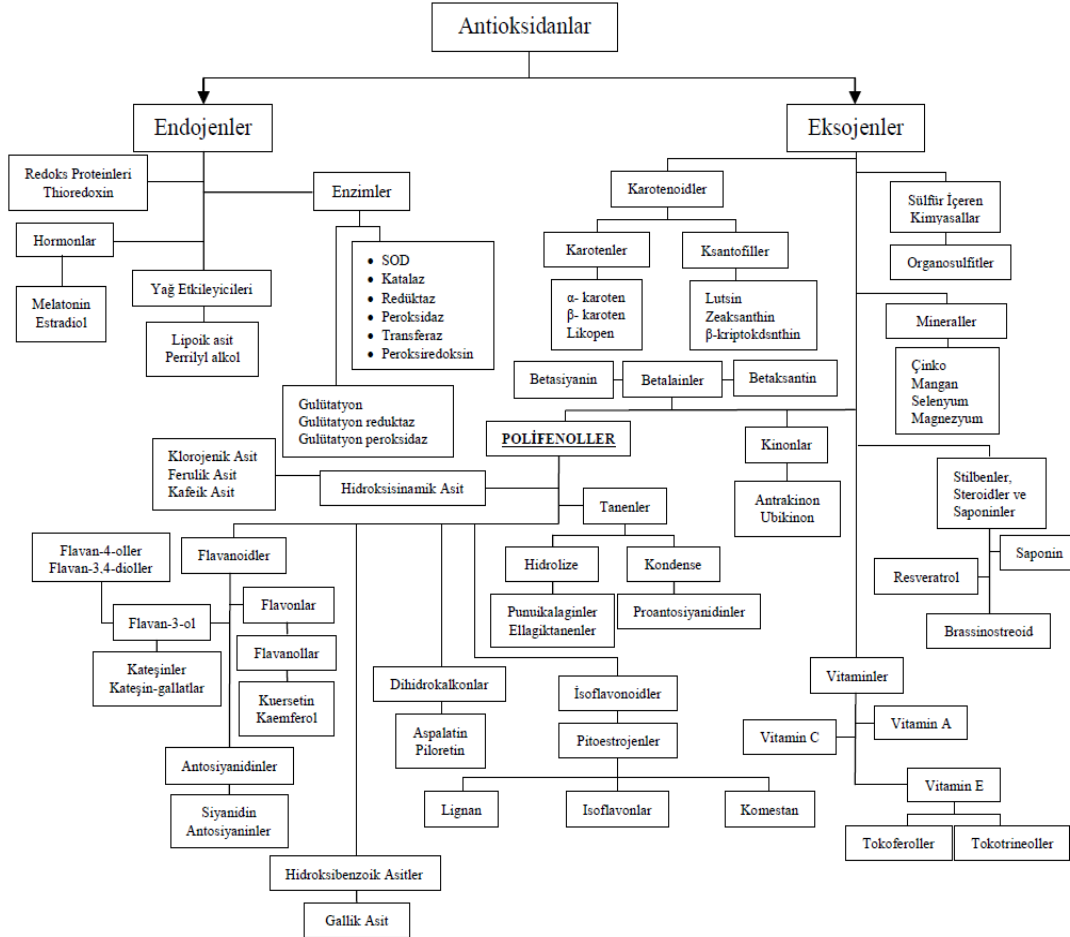 Antioksidanlar
Endojenler
Eksojenler
Redoks Proteinleri
Thioredoxin
Enzimler
Hormonlar
Melatonin
Estradiol
Yağ Etkileyicileri
Lipoik asit
Perrilyl alkol
• SOD
• Katalaz
• Redüktaz
• Peroksidaz
• Transferaz
• Peroksiredoksin
Gulütatyon
Gulütatyon reduktaz
Gulütatyon peroksidaz
Karotenoidler
Karotenler
Ksantofiller
α- karoten
β- karoten
Likopen
Lutsin
Zeaksanthin
β-kriptokdsnthin
Sülfür İçeren
Kimyasallar
Organosulfitler
Mineraller
Çinko
Mangan
Selenyum
Magnezyum
Betasiyanin
Betalainler
Betaksantin
POLİFENOLLER
Kinonlar
Antrakinon
Ubikinon
Stilbenler,
Steroidler ve
Saponinler
Saponin
Resveratrol
Brassinostreoid
Klorojenik Asit
Ferulik Asit
Kafeik Asit
Hidroksisinamik Asit
Tanenler
Hidrolize
Kondense
Punuikalaginler
Ellagiktanenler
Proantosiyanidinler
Flavan-4-oller
Flavan-3.4-dioller
Flavanoidler
Flavan-3-ol
Flavonlar
Kateşinler
Kateşin-gallatlar
Flavanollar
Kuersetin
Kaemferol
Antosiyanidinler
Siyanidin
Antosiyaninler
Dihidrokalkonlar
Aspalatin
Piloretin
İsoflavonoidler
Pitoestrojenler
Lignan
Isoflavonlar
Komestan
Vitaminler
Vitamin A
Vitamin C
Vitamin E
Tokoferoller
Tokotrineoller
Hidroksibenzoik Asitler
Gallik Asit